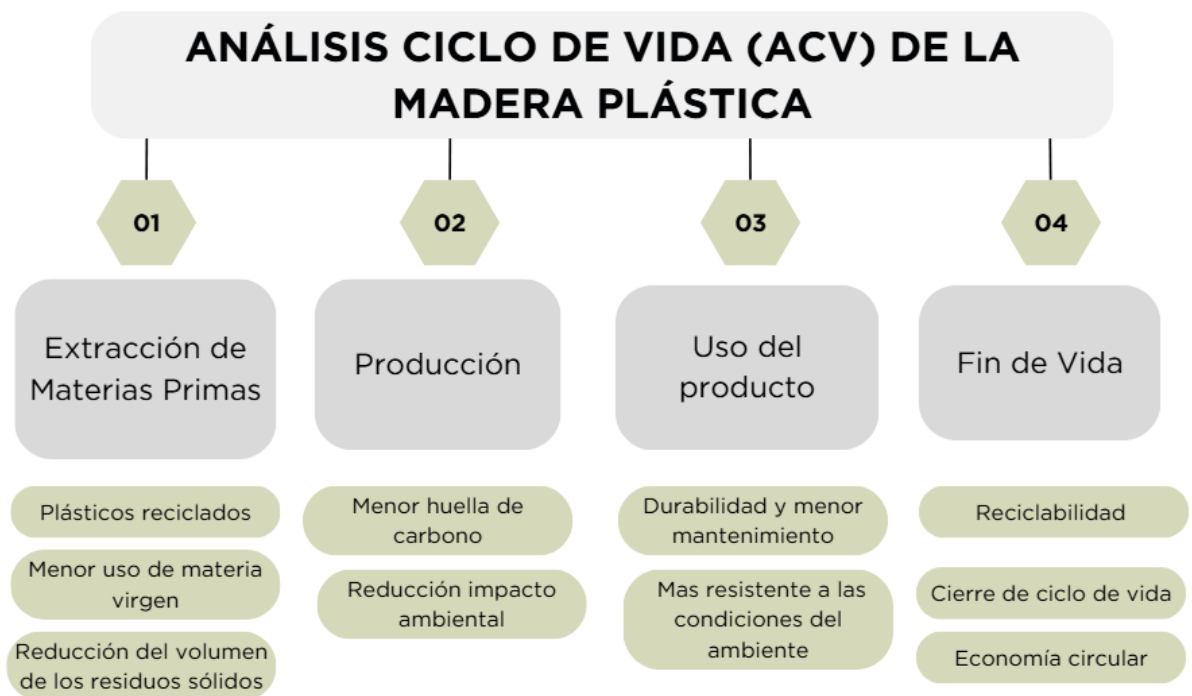 ANÁLISIS CICLO DE VIDA (ACV) DE LA
MADERA PLÁSTICA
01
Extracción de
Materias Primas
Plásticos reciclados
Menor uso de materia
virgen
Reducción del volumen
de los residuos sólidos
02
Producción
Menor huella de
carbono
Reducción impacto
ambiental
03
Uso del
producto
Durabilidad y menor
mantenimiento
Mas resistente a las
condiciones del
ambiente
04
Fin de Vida
Reciclabilidad
Cierre de ciclo de vida
Economía circular